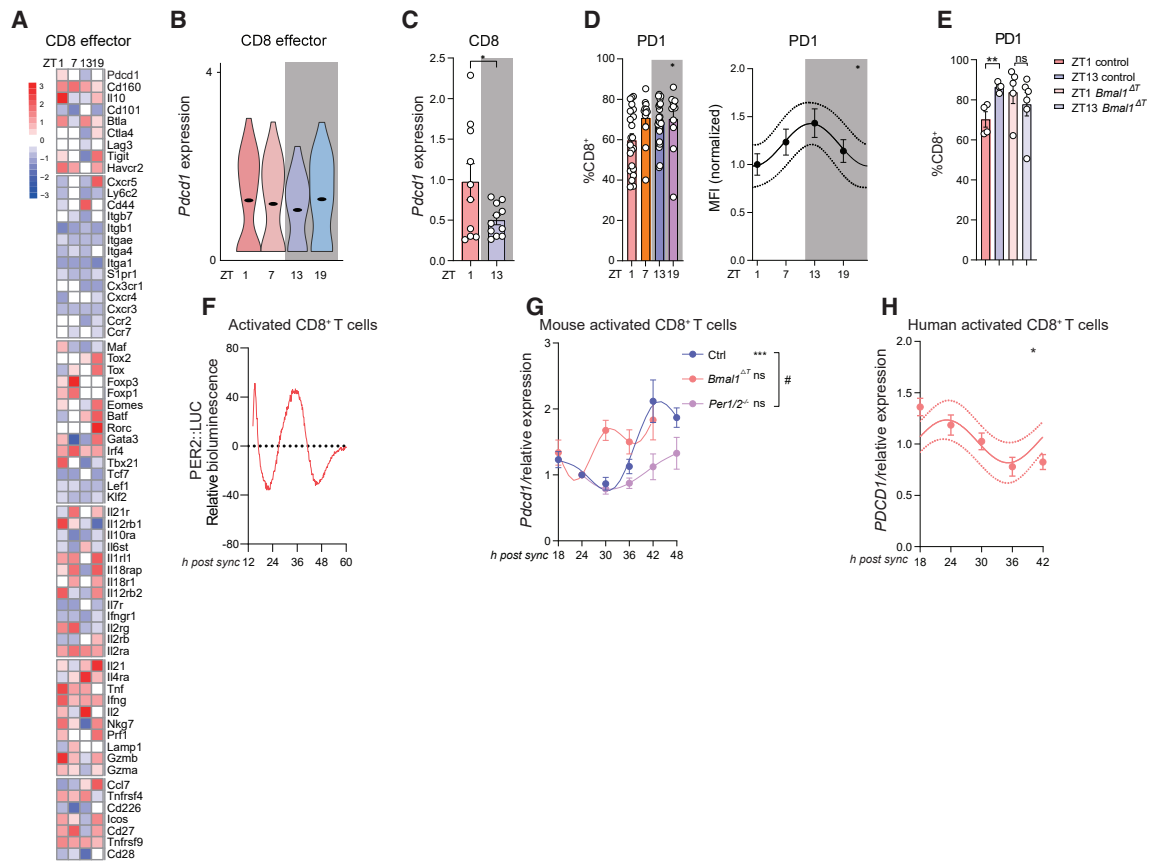 A
CD8 effector
ZT1 7 1319
3
2
1
0
-1
-2
-3
Pdcd1
Cd160
Il10
Cd101
Btla
Ctla4
Lag3
Tigit
Havcr2
Cxcr5
Ly6c2
Cd44
Itgb7
Itgb1
Itgae
Itga4
Itga1
S1pr1
Cx3cr1
Cxcr4
Cxcr3
Ccr2
Ccr7
Maf
Tox2
Tox
Foxp3
Foxp1
Eomes
Batf
Rorc
Gata3
Irf4
Tbx21
Tcf7
Lef1
Klf2
Il21r
Il12rb1
Il10ra
Il6st
Il1rl1
Il18rap
Il18r1
Il12rb2
Il7r
Ifngr1
Il2rg
Il2rb
Il2ra
Il21
Il4ra
Tnf
Ifng
Il2
Nkg7
Prf1
Lamp1
Gzmb
Gzma
Ccl7
Tnfrsf4
Cd226
Icos
Cd27
Tnfrsf9
Cd28
B
CD8 effector
Pdcd1 expression
4
0
ZT 1 7 13 19
C
CD8
Pdcd1 expression
2.5
2.0
1.5
1.0
0.5
0.0
*
ZT 1 13
D
PD1
%CD8⁺
100
80
60
40
20
0
*
ZT 1 7 13 19
PD1
MFI (normalized)
2.0
1.5
1.0
0.5
0.0
*
ZT 1 7 13 19
E
PD1
%CD8⁺
100
80
60
40
20
0
** ns
ZT1 control
ZT13 control
ZT1 Bmal1ΔT
ZT13 Bmal1ΔT
F
Activated CD8⁺ T cells
PER2::LUC
Relative bioluminescence
80
40
0
-40
-80
h post sync 12 24 36 48 60
G
Mouse activated CD8⁺ T cells
Pdcd1/relative expression
3
2
1
0
Ctrl ***
Bmal1ΔT ns
Per1/2-/- ns
#
h post sync 18 24 30 36 42 48
H
Human activated CD8⁺ T cells
PDCD1/relative expression
2.0
1.5
1.0
0.5
0.0
*
h post sync 18 24 30 36 42